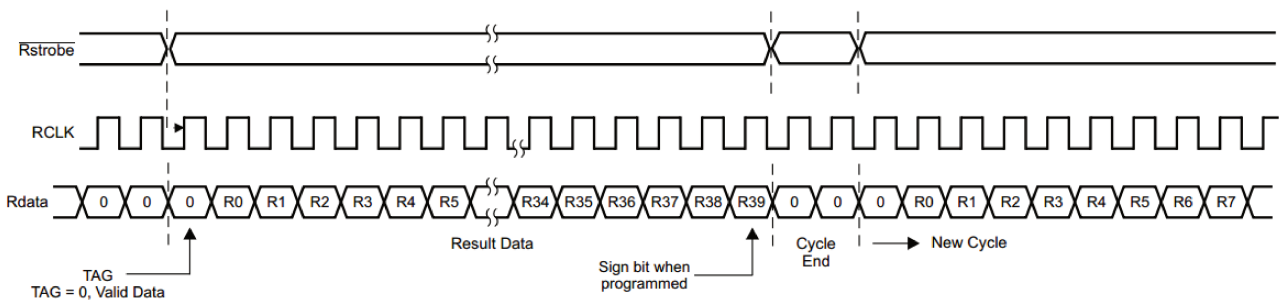 Rstrobe
RCLK
Rdata 0 0 0 R0 R1 R2 R3 R4 R5 R34 R35 R36 R37 R38 R39 0 0 0 R0 R1 R2 R3 R4 R5 R6 R7
TAG
TAG = 0, Valid Data
Result Data
Sign bit when
programmed
Cycle
End
New Cycle